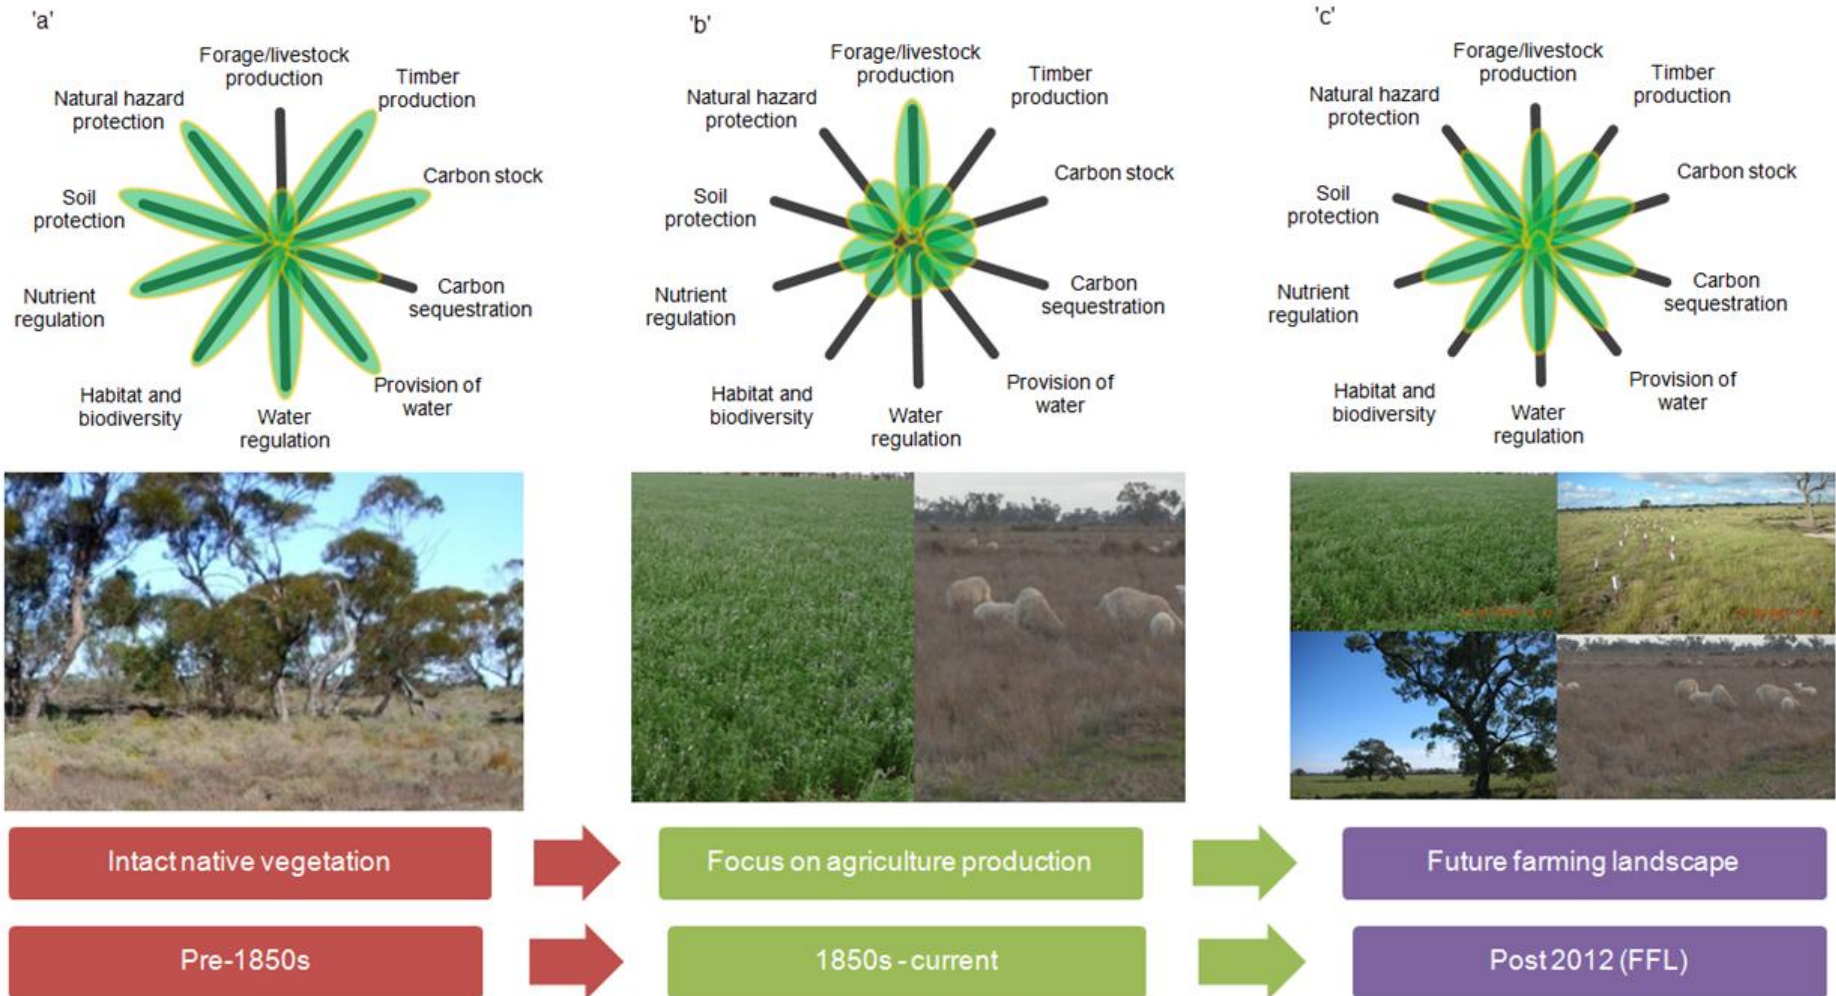 'a'
Forage/livestock
production
Timber
production
Natural hazard
protection
Carbon stock
Soil
protection
Carbon
sequestration
Nutrient
regulation
Provision of
water
Habitat and
biodiversity
Water
regulation
'b'
Forage/livestock
production
Timber
production
Natural hazard
protection
Carbon stock
Soil
protection
Carbon
sequestration
Nutrient
regulation
Provision of
water
Habitat and
biodiversity
Water
regulation
'c'
Forage/livestock
production
Timber
production
Natural hazard
protection
Carbon stock
Soil
protection
Carbon
sequestration
Nutrient
regulation
Provision of
water
Habitat and
biodiversity
Water
regulation
Intact native vegetation
Focus on agriculture production
Future farming landscape
Pre-1850s
1850s - current
Post 2012 (FFL)